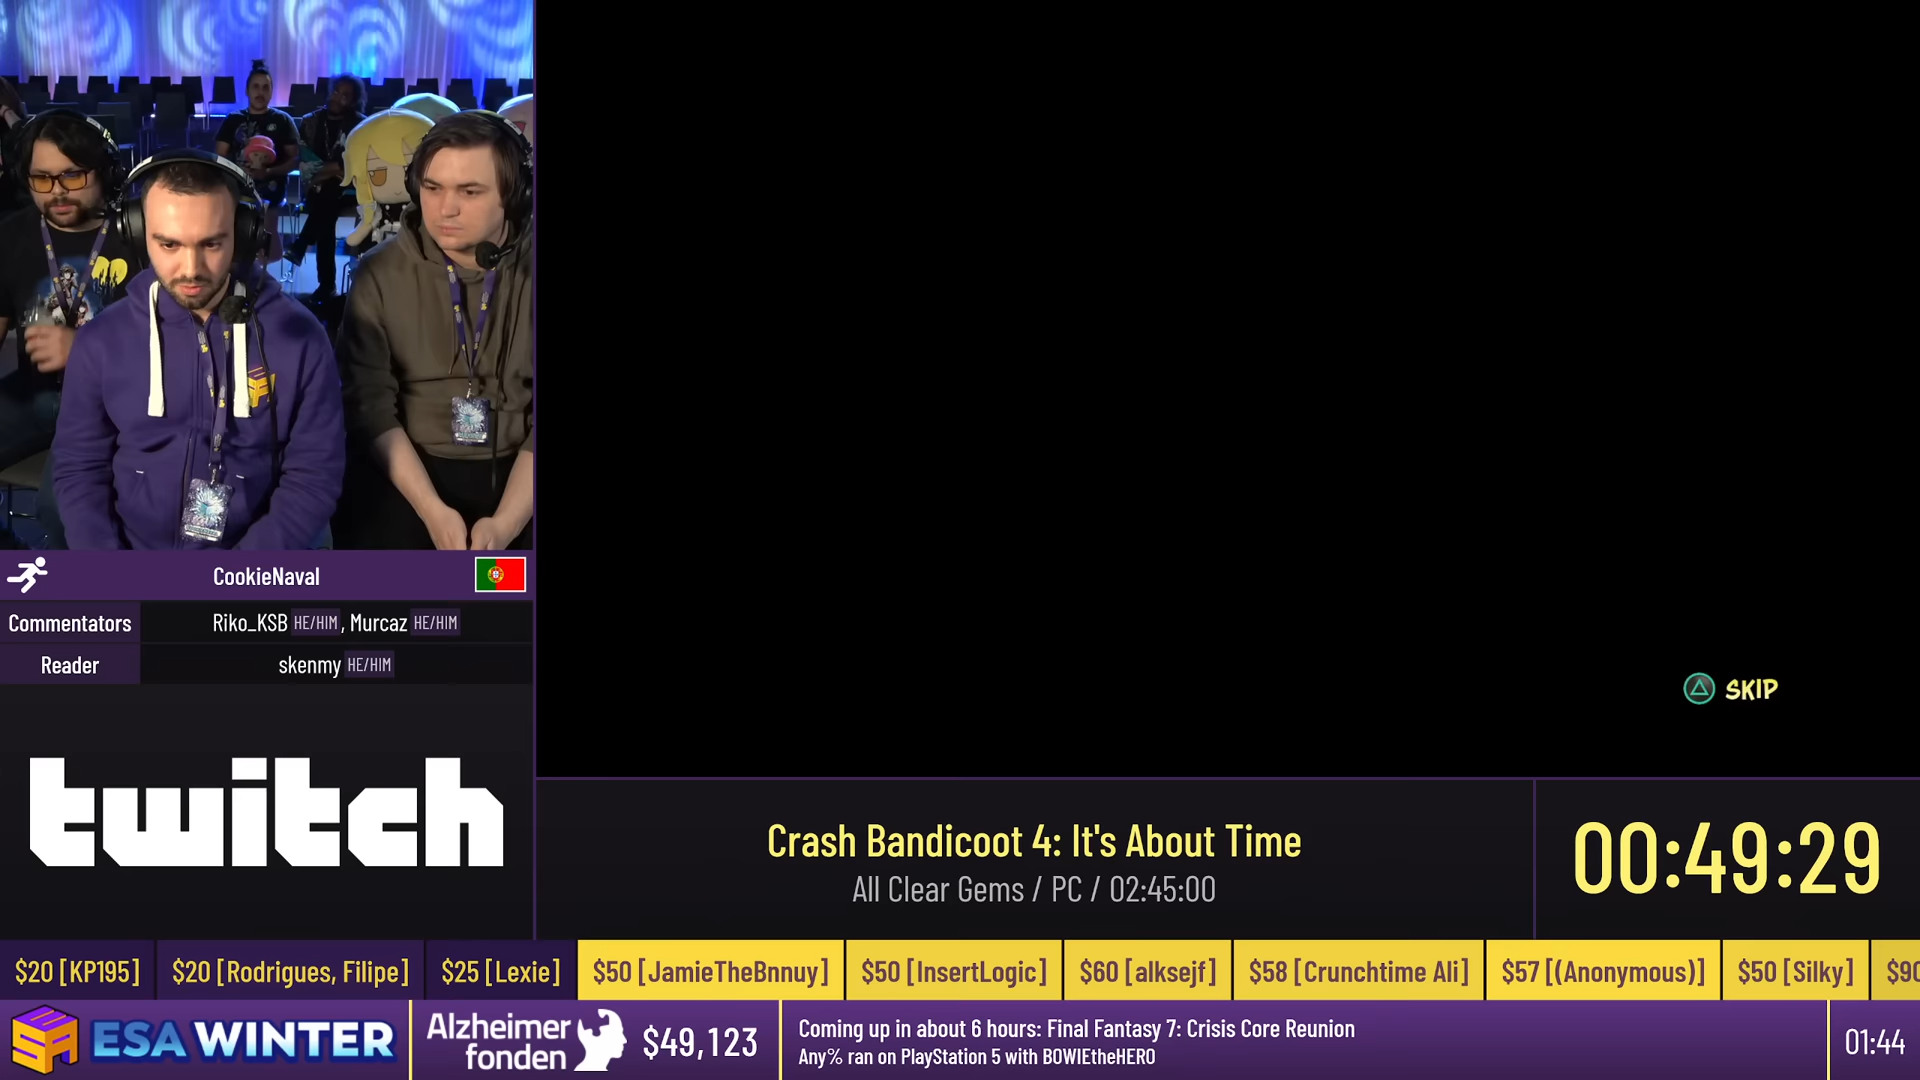 SKIP
CookieNaval
Commentators
Riko_KSB HE/HIM, Murcaz HE/HIM
Reader
skenmy HE/HIM
twitch
Crash Bandicoot 4: It's About Time
All Clear Gems / PC / 02:45:00
00:49:29
$20 [KP195]
$20 [Rodrigues, Filipe]
$25 [Lexie]
$50 [JamieTheBnnuy]
$50 [InsertLogic]
$60 [alksejf]
$58 [Crunchtime Ali]
$57 [(Anonymous)]
$50 [Silky]
$90
ESA WINTER
Alzheimer
fonden
$49,123
Coming up in about 6 hours: Final Fantasy 7: Crisis Core Reunion
Any% ran on PlayStation 5 with BOWIEtheHERO
01:44